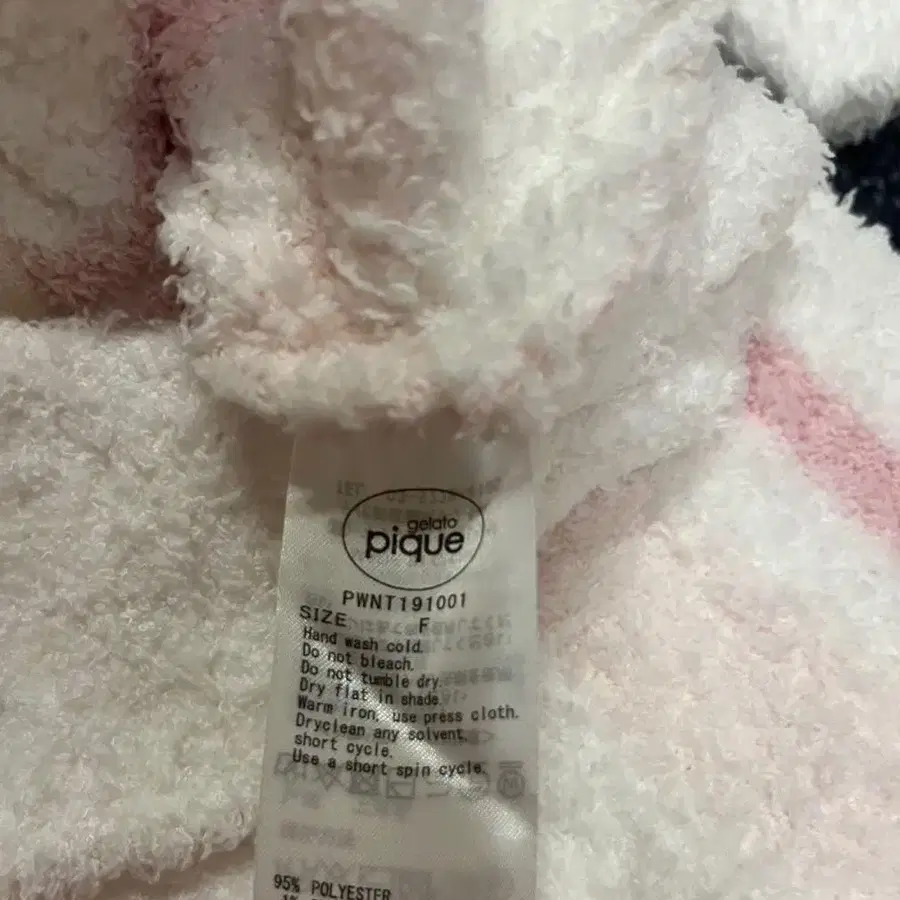 gelato
pique
PWNT191001
SIZE F
Hand wash cold.
Do not bleach.
Do not tumble dry.
Dry flat in shade.
Warm iron, use press cloth.
Dryclean any solvent,
short cycle.
Use a short spin cycle.
95% POLYESTER